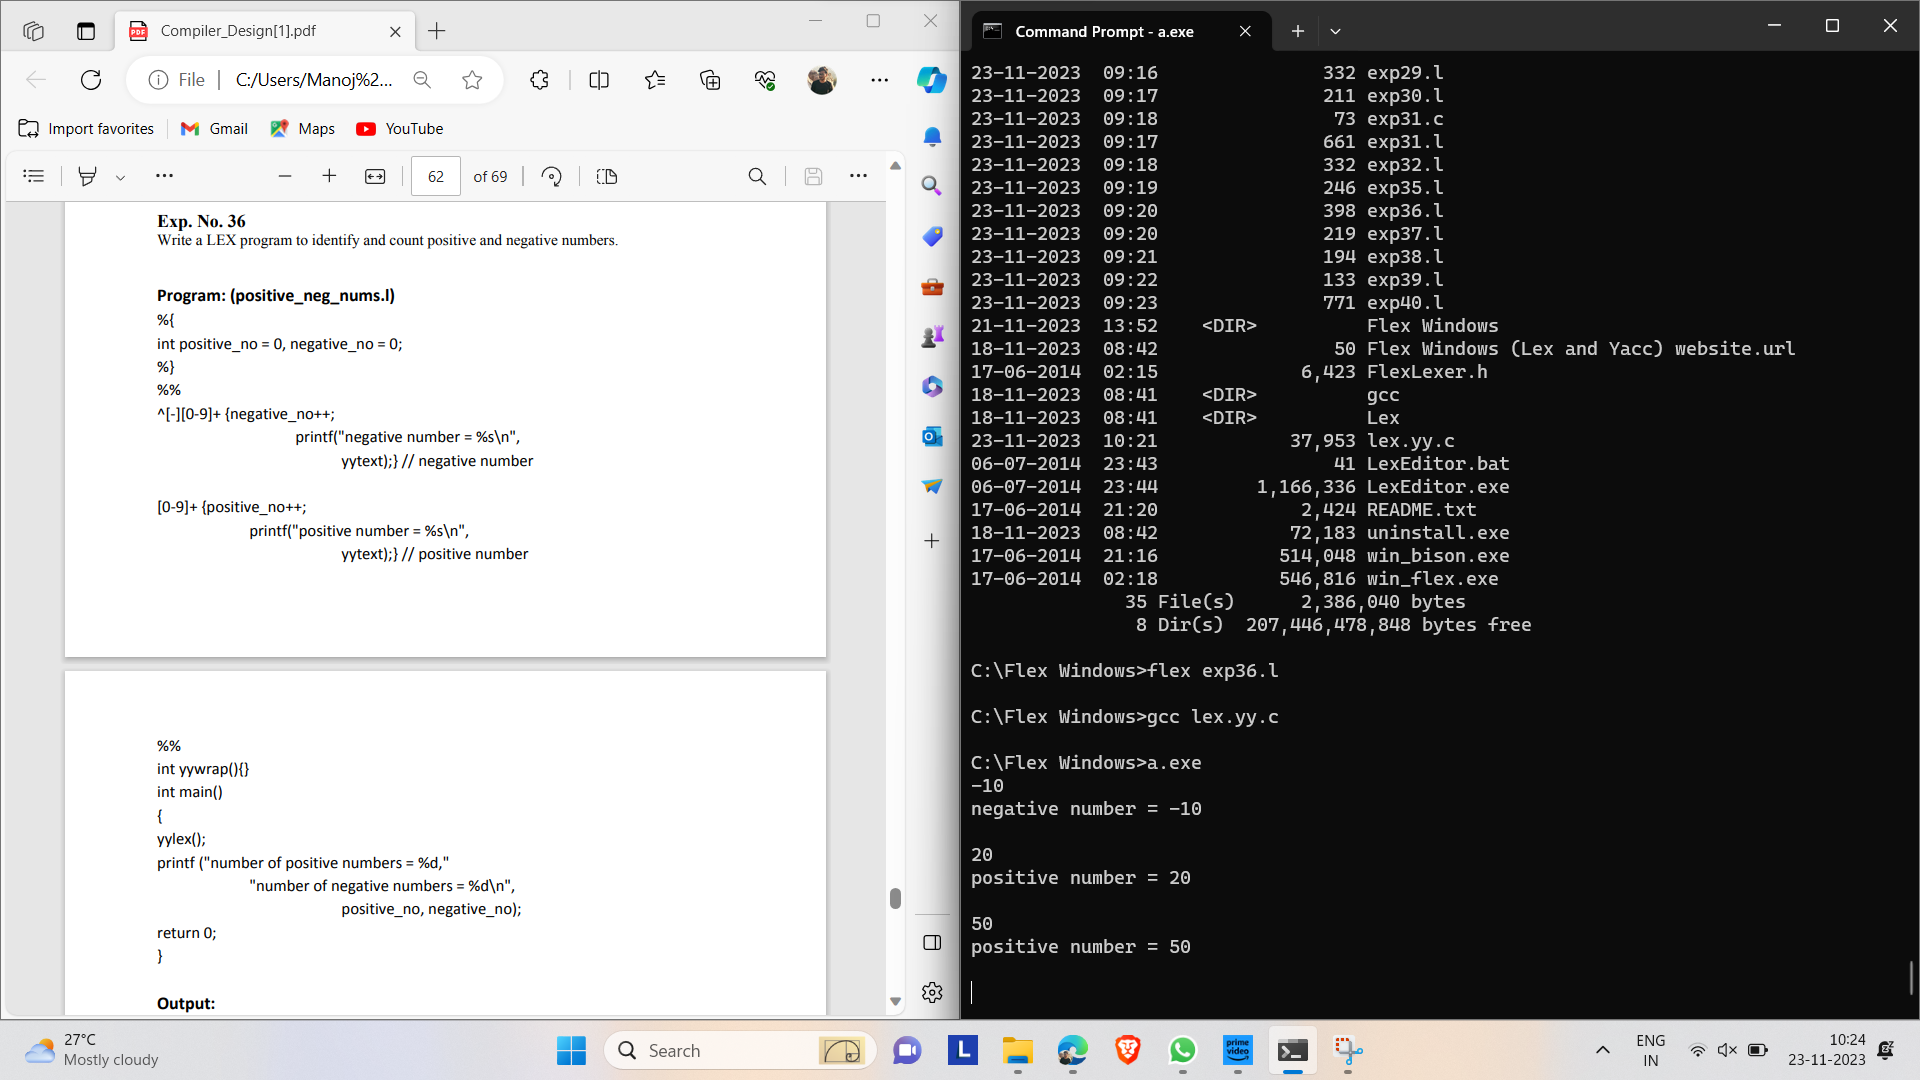 Compiler_Design[1].pdf
File
C:/Users/Manoj%2...
Import favorites
Gmail
Maps
YouTube
62
of 69
Exp. No. 36
Write a LEX program to identify and count positive and negative numbers.
Program: (positive_neg_nums.l)
%{
int positive_no = 0, negative_no = 0;
%}
%%
^[-][0-9]+ {negative_no++;
printf("negative number = %s\n",
yytext);} // negative number
[0-9]+ {positive_no++;
printf("positive number = %s\n",
yytext);} // positive number
%%
int yywrap(){}
int main()
{
yylex();
printf ("number of positive numbers = %d,"
"number of negative numbers = %d\n",
positive_no, negative_no);
return 0;
}
Output:
Command Prompt - a.exe
23-11-2023  09:16               332 exp29.l
23-11-2023  09:17               211 exp30.l
23-11-2023  09:18                73 exp31.c
23-11-2023  09:17               661 exp31.l
23-11-2023  09:18               332 exp32.l
23-11-2023  09:19               246 exp35.l
23-11-2023  09:20               398 exp36.l
23-11-2023  09:20               219 exp37.l
23-11-2023  09:21               194 exp38.l
23-11-2023  09:22               133 exp39.l
23-11-2023  09:23               771 exp40.l
21-11-2023  13:52    <DIR>          Flex Windows
18-11-2023  08:42                50 Flex Windows (Lex and Yacc) website.url
17-06-2014  02:15             6,423 FlexLexer.h
18-11-2023  08:41    <DIR>          gcc
18-11-2023  08:41    <DIR>          Lex
23-11-2023  10:21            37,953 lex.yy.c
06-07-2014  23:43                41 LexEditor.bat
06-07-2014  23:44         1,166,336 LexEditor.exe
17-06-2014  21:20             2,424 README.txt
18-11-2023  08:42            72,183 uninstall.exe
17-06-2014  21:16           514,048 win_bison.exe
17-06-2014  02:18           546,816 win_flex.exe
35 File(s)      2,386,040 bytes
8 Dir(s)  207,446,478,848 bytes free
C:\Flex Windows>flex exp36.l
C:\Flex Windows>gcc lex.yy.c
C:\Flex Windows>a.exe
-10
negative number = -10
20
positive number = 20
50
positive number = 50
27°C
Mostly cloudy
Search
L
prime video
ENG
IN
10:24
23-11-2023